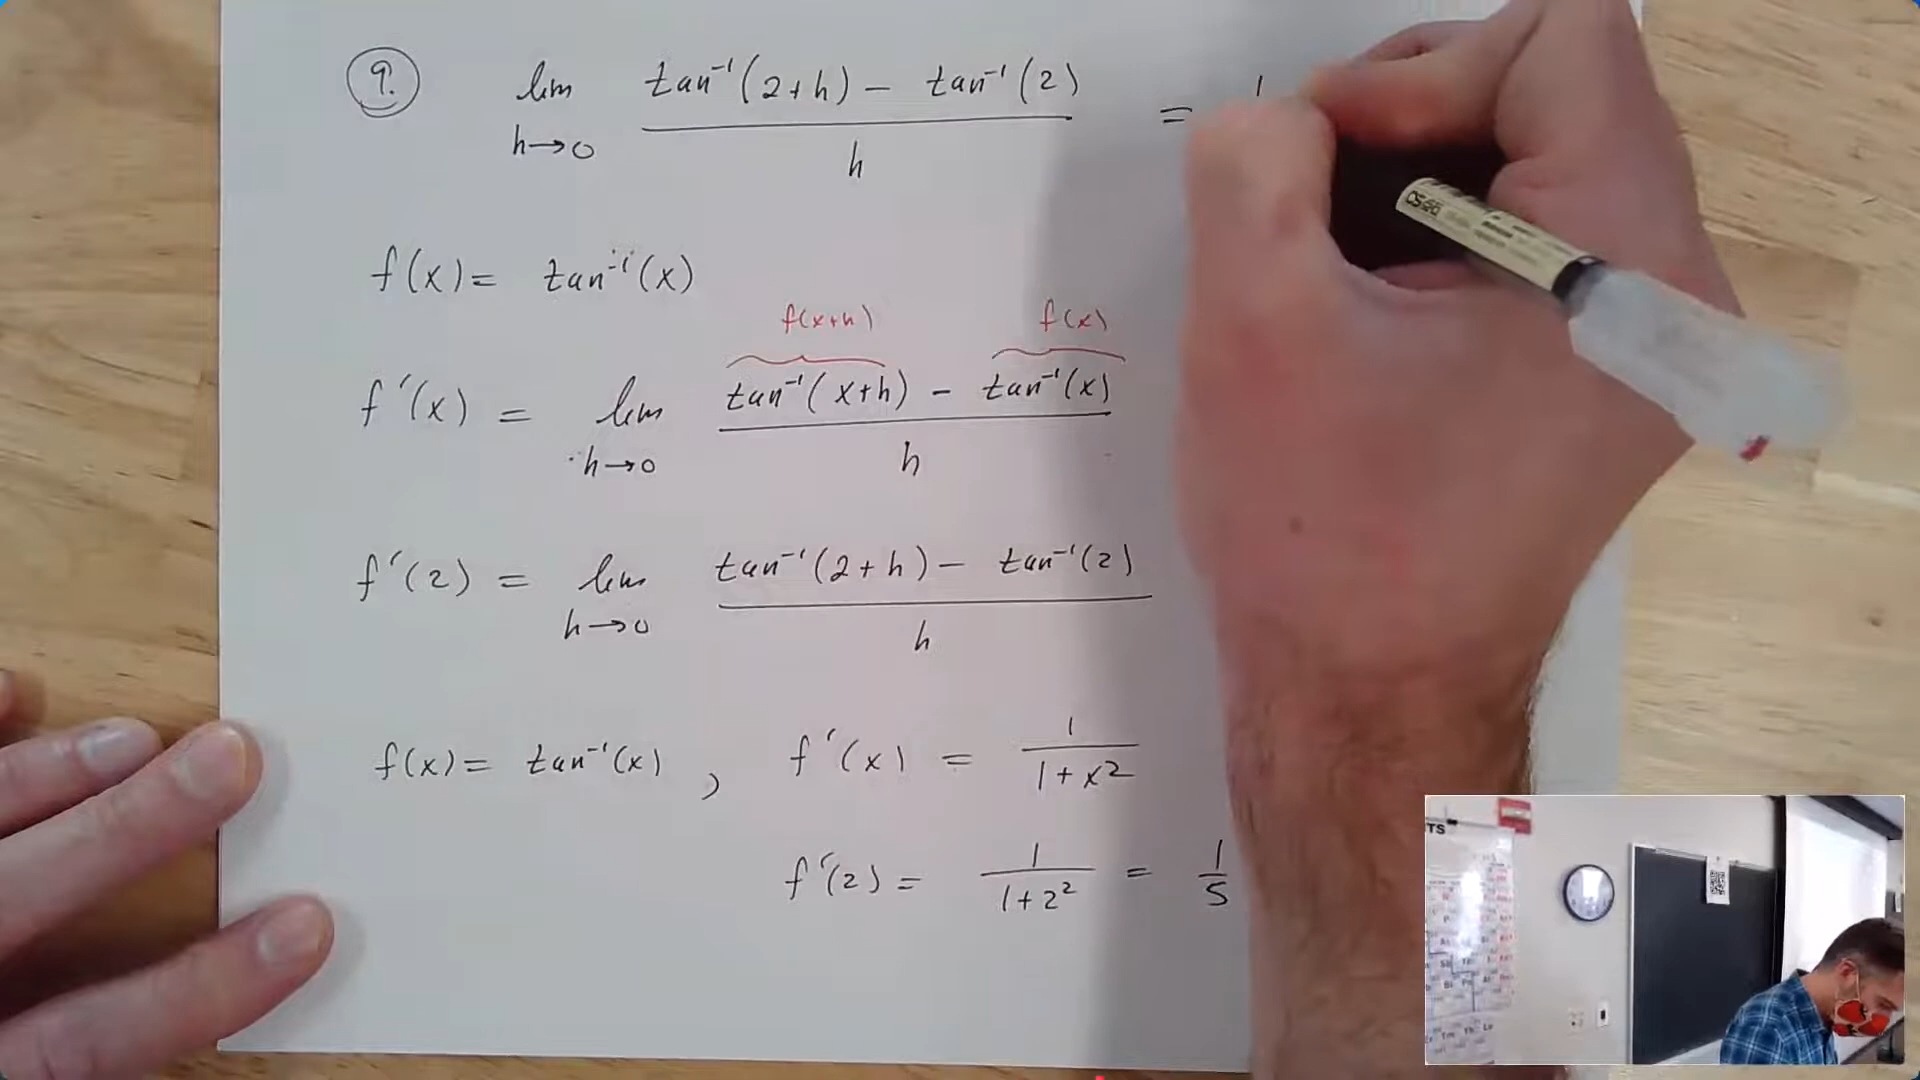 9. lim h→0 (tan⁻¹(2+h) − tan⁻¹(2)) / h = 1
f(x) = tan⁻¹(x)
f(x+h) f(x)
f'(x) = lim h→0 (tan⁻¹(x+h) − tan⁻¹(x)) / h
f'(2) = lim h→0 (tan⁻¹(2+h) − tan⁻¹(2)) / h
f(x) = tan⁻¹(x) , f'(x) = 1 / (1+x²)
f'(2) = 1 / (1+2²) = 1/5
TS